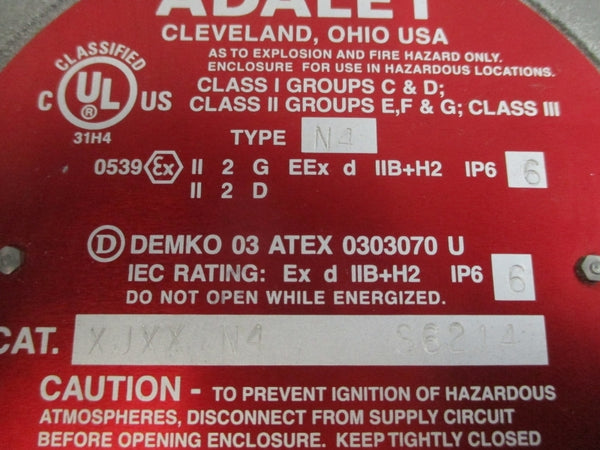 ADALET
CLEVELAND, OHIO USA
AS TO EXPLOSION AND FIRE HAZARD ONLY.
ENCLOSURE FOR USE IN HAZARDOUS LOCATIONS.
CLASSIFIED
C UL US
®
31H4
CLASS I GROUPS C & D;
CLASS II GROUPS E,F & G; CLASS III
TYPE N4
0539 Ex II 2 G EEx d IIB+H2 IP6 6
II 2 D
D DEMKO 03 ATEX 0303070 U
IEC RATING: Ex d IIB+H2 IP6 6
DO NOT OPEN WHILE ENERGIZED.
CAT. XJXX N4 S6214
CAUTION - TO PREVENT IGNITION OF HAZARDOUS
ATMOSPHERES, DISCONNECT FROM SUPPLY CIRCUIT
BEFORE OPENING ENCLOSURE. KEEP TIGHTLY CLOSED